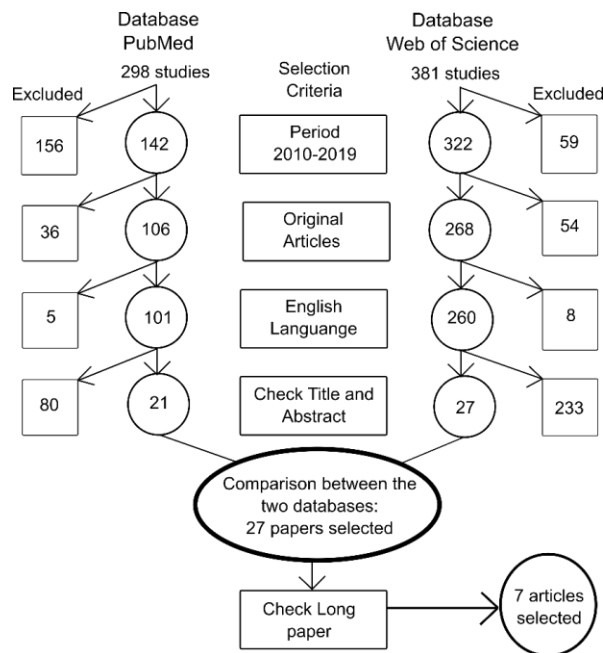 Database
PubMed
298 studies
Database
Web of Science
381 studies
Selection
Criteria
Excluded
Excluded
156
142
Period
2010-2019
322
59
36
106
Original
Articles
268
54
5
101
English
Languange
260
8
80
21
Check Title and
Abstract
27
233
Comparison between the
two databases:
27 papers selected
Check Long
paper
7 articles
selected